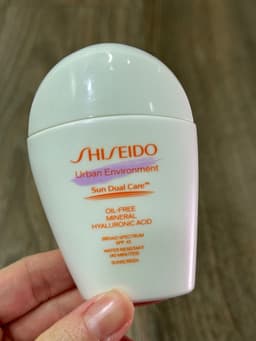 SHISEIDO
Urban Environment
Sun Dual Care™
OIL-FREE
MINERAL
HYALURONIC ACID
BROAD SPECTRUM
SPF 42
WATER RESISTANT
(40 MINUTES)
SUNSCREEN